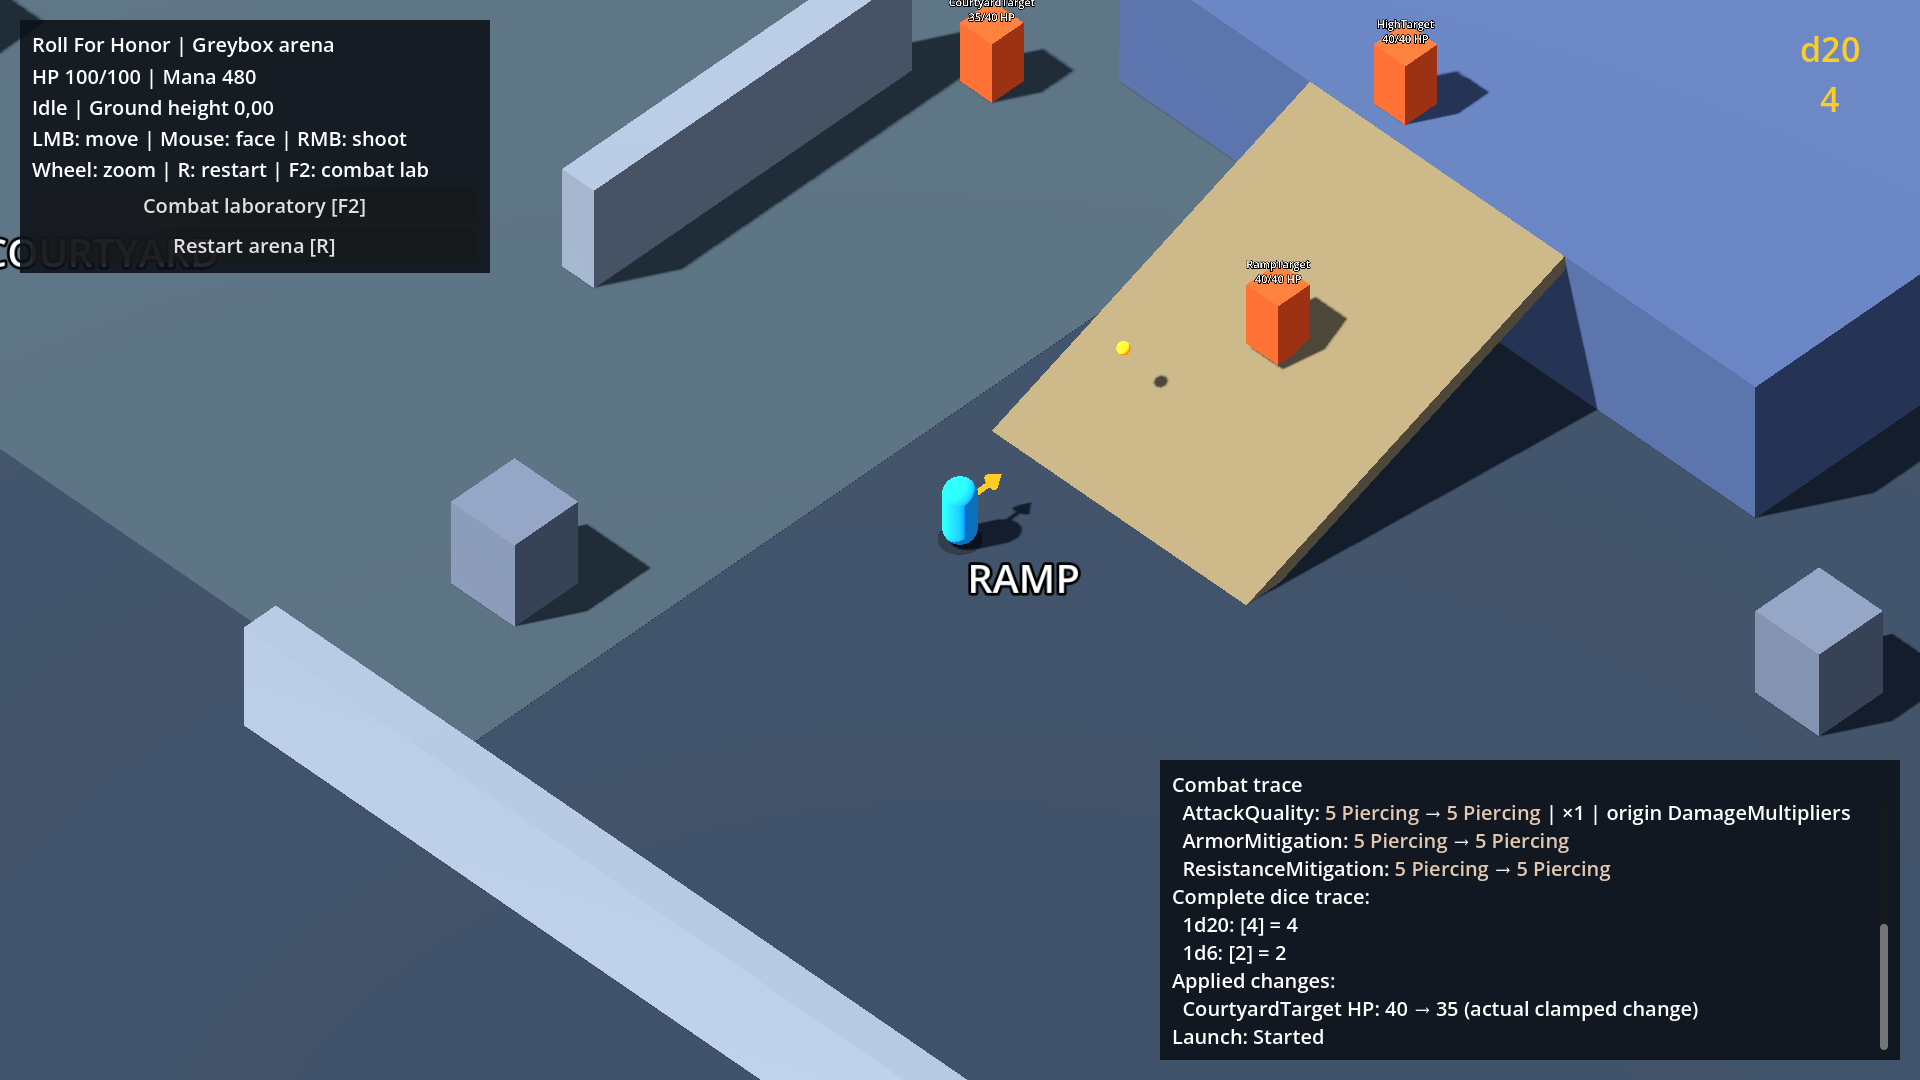 Roll For Honor | Greybox arena
HP 100/100 | Mana 480
Idle | Ground height 0,00
LMB: move | Mouse: face | RMB: shoot
Wheel: zoom | R: restart | F2: combat lab
Combat laboratory [F2]
Restart arena [R]
COURTYARD
CourtyardTarget
35/40 HP
HighTarget
40/40 HP
d20
4
RampTarget
40/40 HP
RAMP
Combat trace
AttackQuality: 5 Piercing → 5 Piercing | ×1 | origin DamageMultipliers
ArmorMitigation: 5 Piercing → 5 Piercing
ResistanceMitigation: 5 Piercing → 5 Piercing
Complete dice trace:
1d20: [4] = 4
1d6: [2] = 2
Applied changes:
CourtyardTarget HP: 40 → 35 (actual clamped change)
Launch: Started